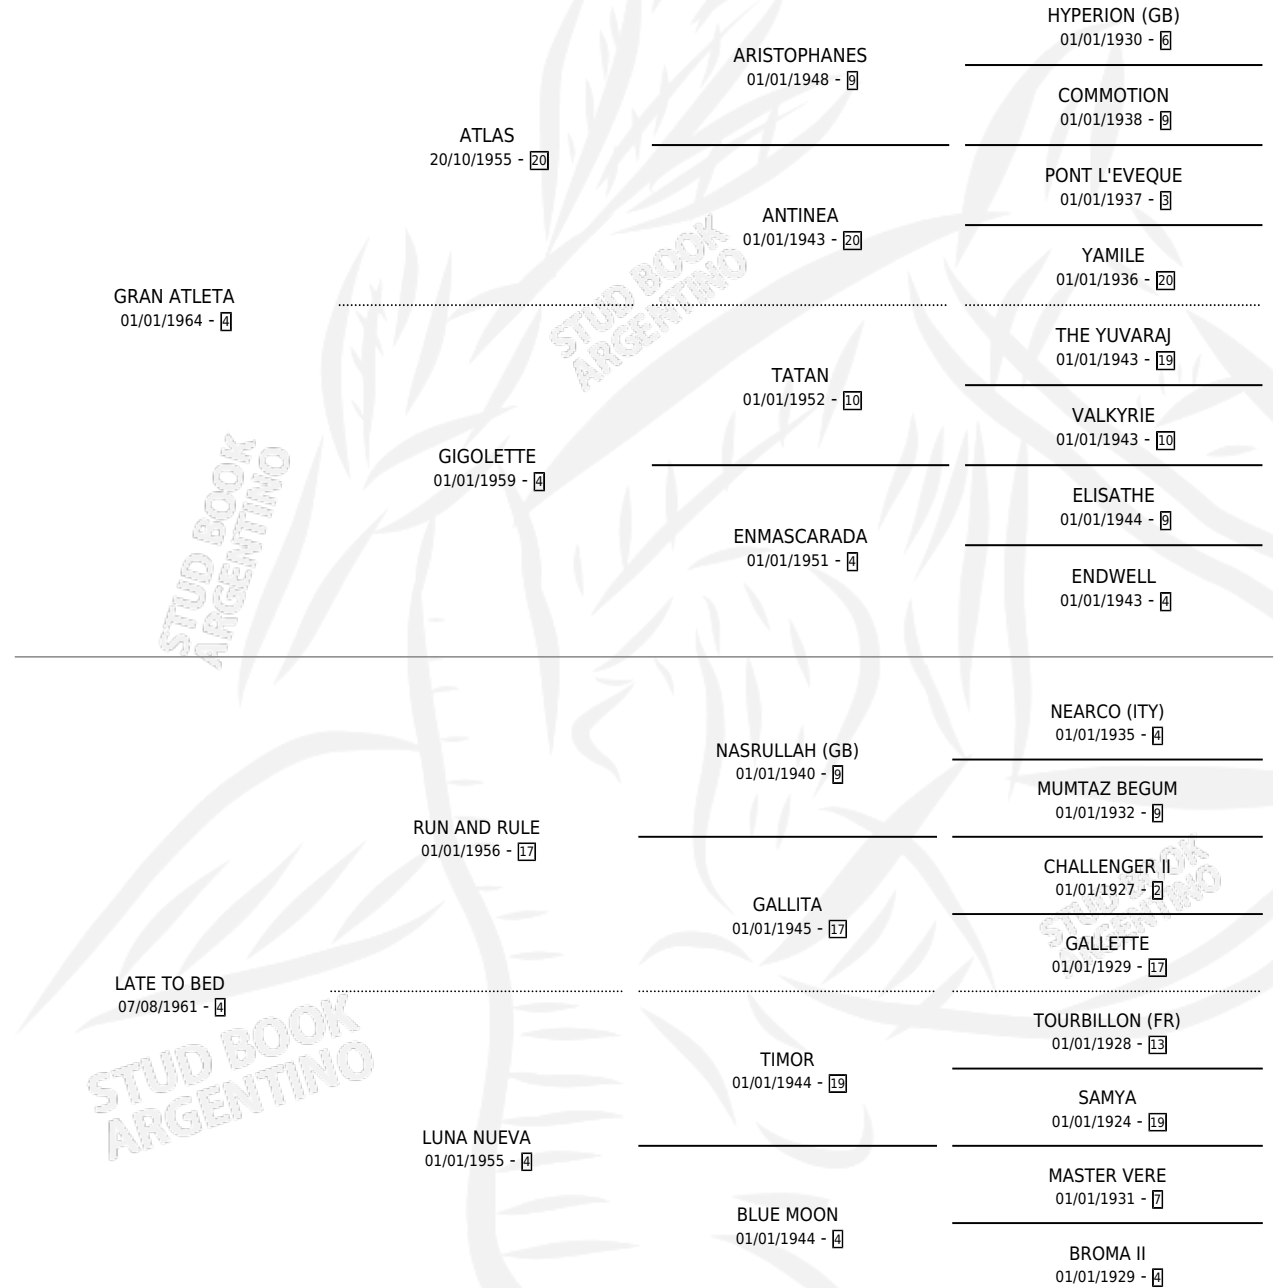 HYPERION (GB)
01/01/1930 - 6
ARISTOPHANES
01/01/1948 - 9
COMMOTION
01/01/1938 - 9
ATLAS
20/10/1955 - 20
PONT L'EVEQUE
01/01/1937 - 3
ANTINEA
01/01/1943 - 20
YAMILE
01/01/1936 - 20
GRAN ATLETA
01/01/1964 - 4
THE YUVARAJ
01/01/1943 - 19
TATAN
01/01/1952 - 10
VALKYRIE
01/01/1943 - 10
GIGOLETTE
01/01/1959 - 4
ELISATHE
01/01/1944 - 9
ENMASCARADA
01/01/1951 - 4
ENDWELL
01/01/1943 - 4
NEARCO (ITY)
01/01/1935 - 4
NASRULLAH (GB)
01/01/1940 - 9
MUMTAZ BEGUM
01/01/1932 - 9
RUN AND RULE
01/01/1956 - 17
CHALLENGER II
01/01/1927 - 2
GALLITA
01/01/1945 - 17
GALLETTE
01/01/1929 - 17
LATE TO BED
07/08/1961 - 4
TOURBILLON (FR)
01/01/1928 - 13
TIMOR
01/01/1944 - 19
SAMYA
01/01/1924 - 19
LUNA NUEVA
01/01/1955 - 4
MASTER VERE
01/01/1931 - 7
BLUE MOON
01/01/1944 - 4
BROMA II
01/01/1929 - 4
STUD BOOK
ARGENTINO
STUD BOOK
ARGENTINO
STUD BOOK
ARGENTINO
STUD BOOK
ARGENTINO